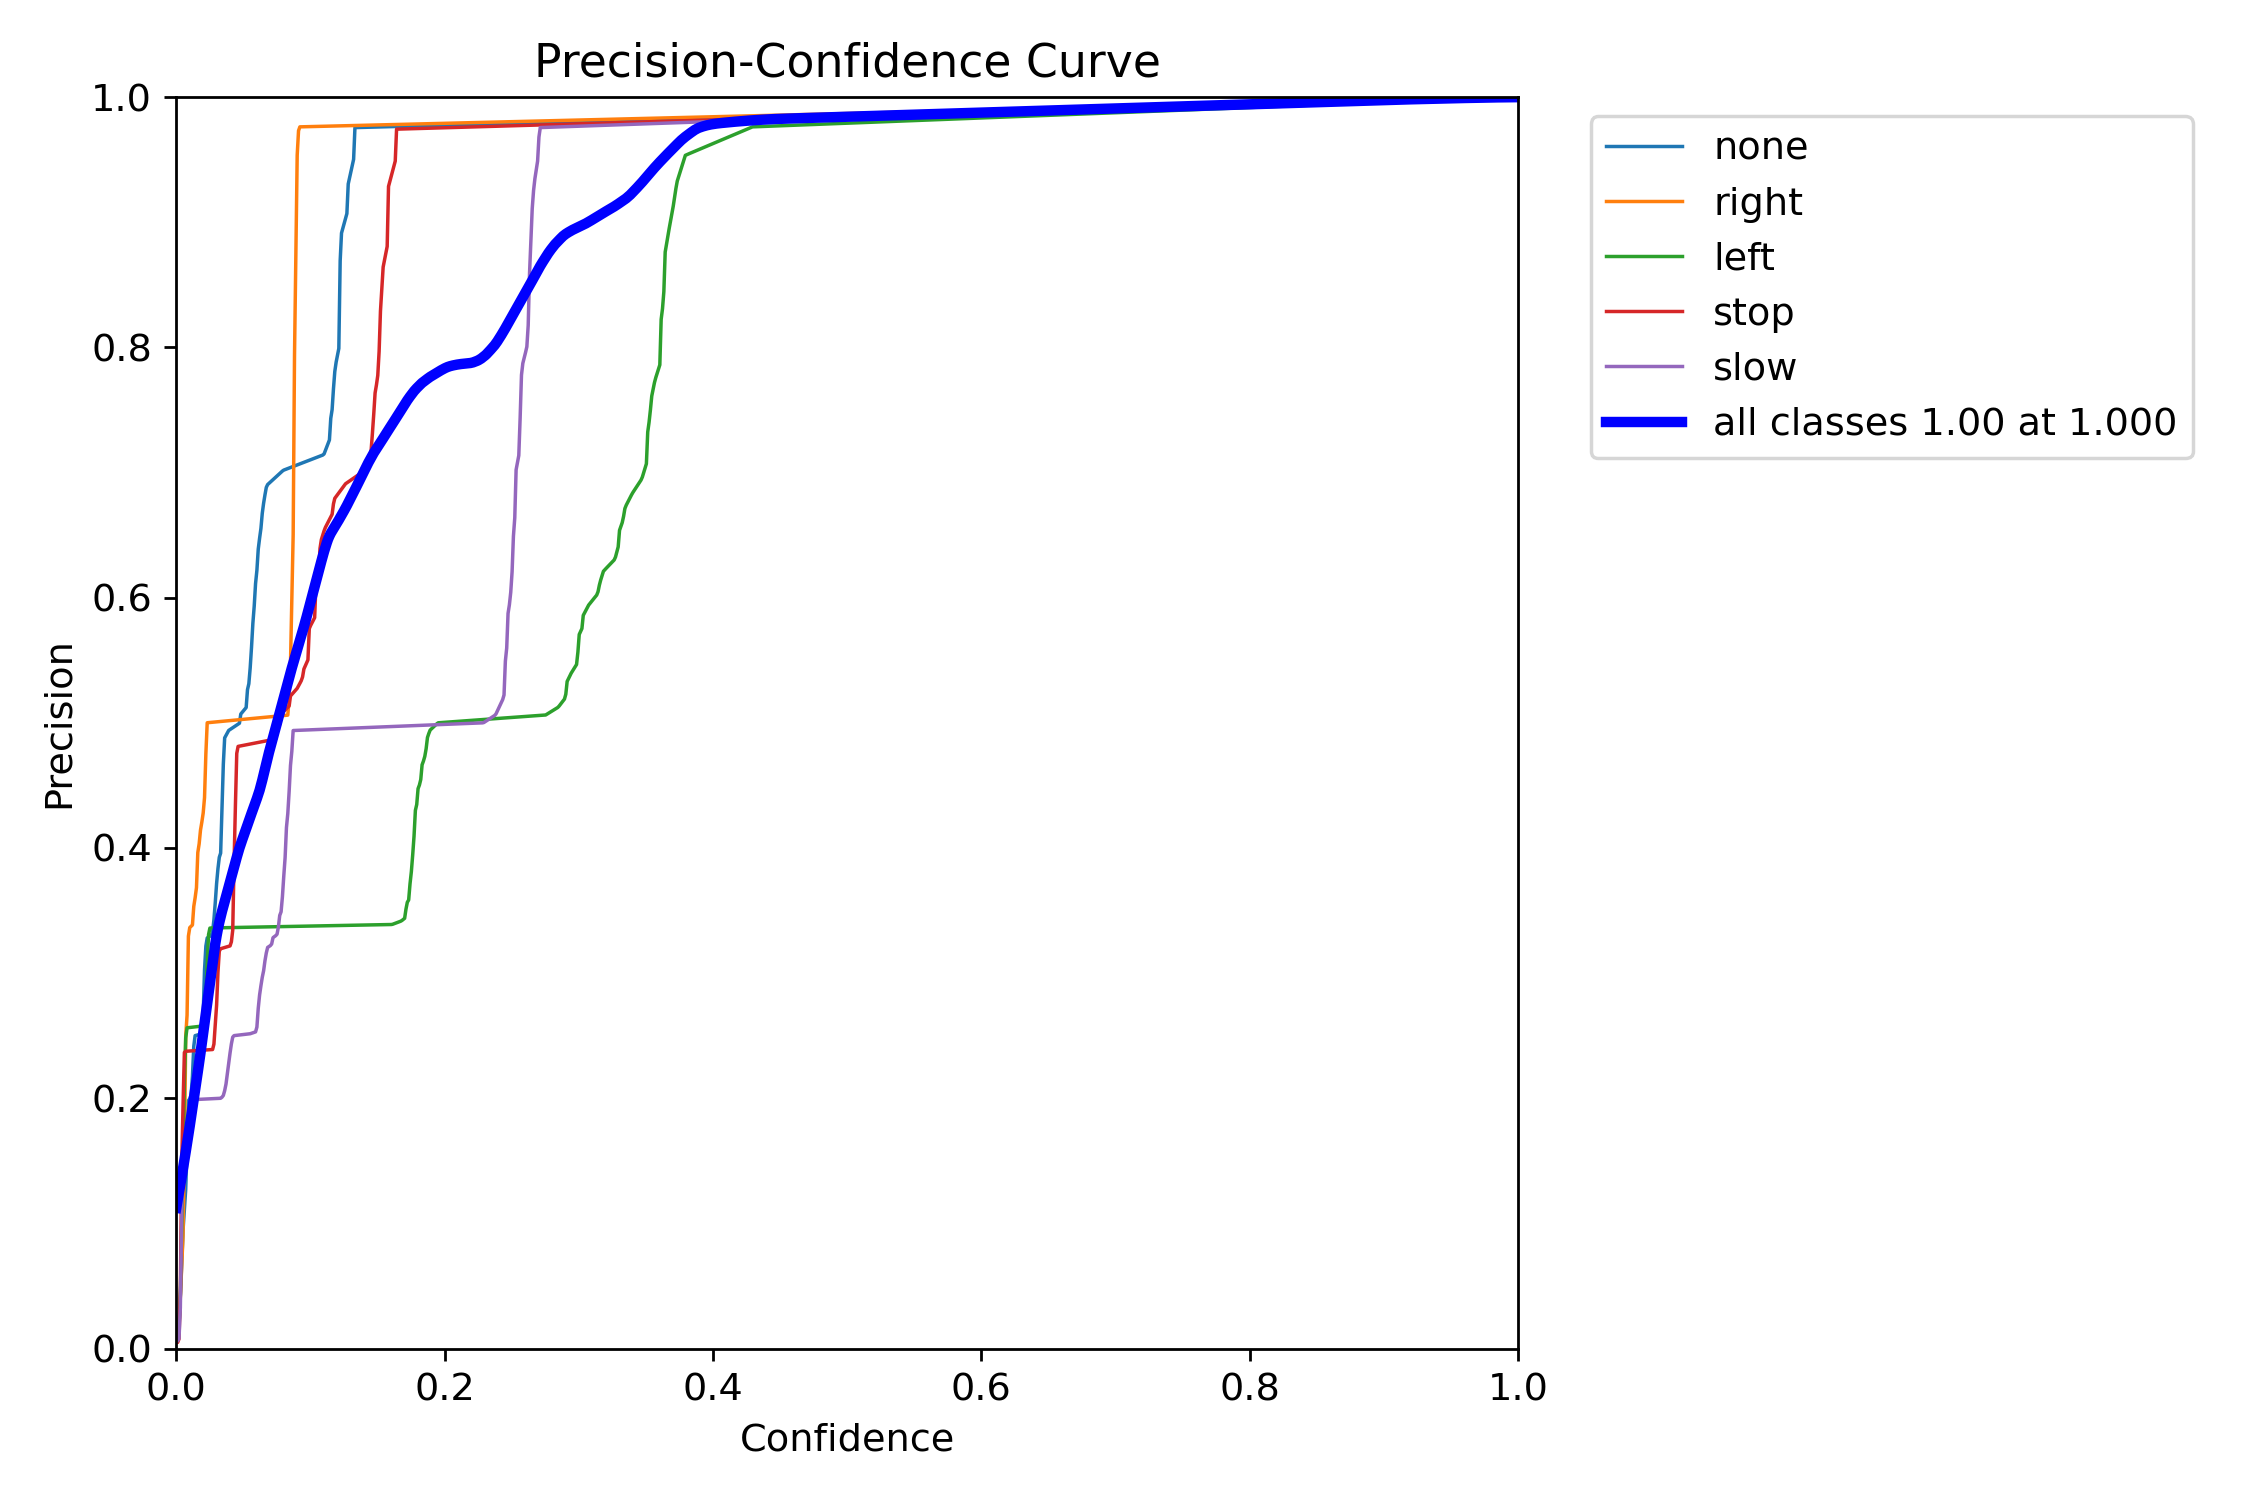 Precision-Confidence Curve
1.0
0.8
0.6
0.4
0.2
0.0
Precision
0.0 0.2 0.4 0.6 0.8 1.0
Confidence
none
right
left
stop
slow
all classes 1.00 at 1.000